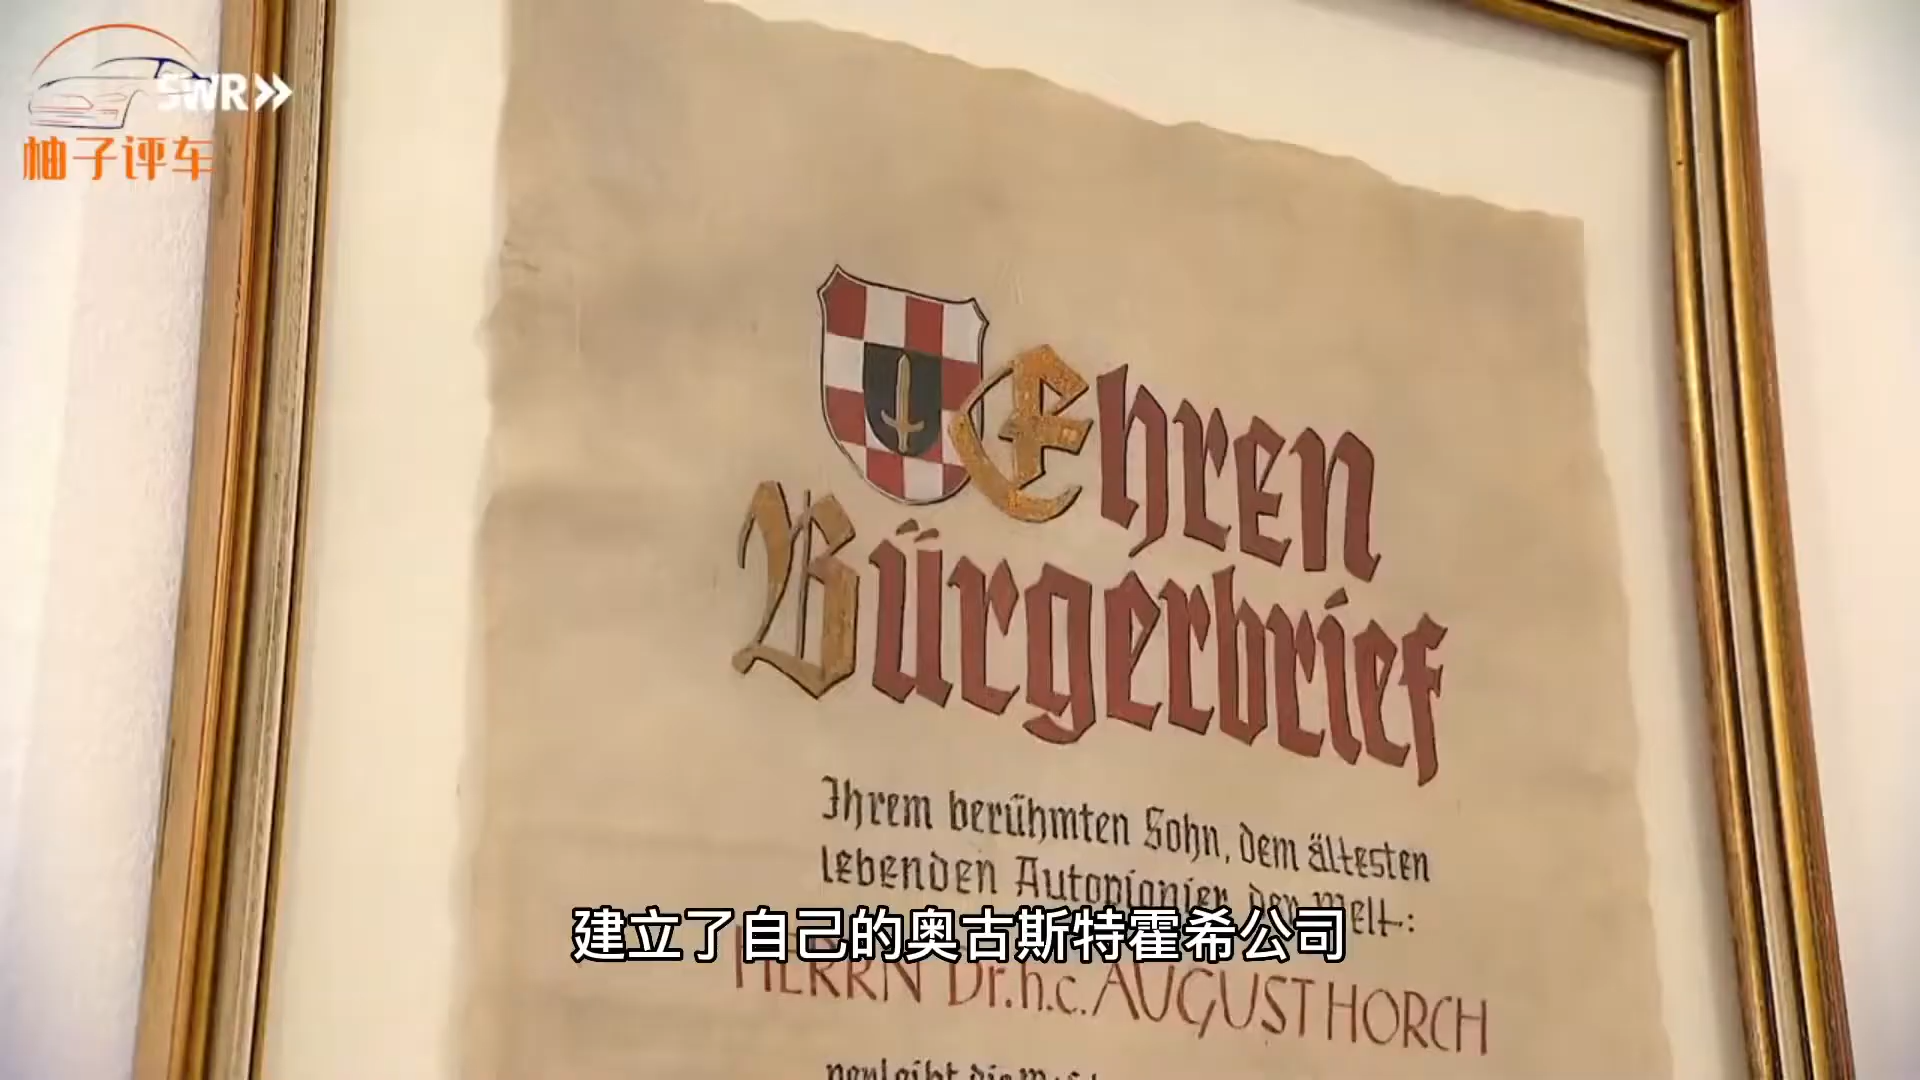 SWR»
柚子评车
Ehren
Bürgerbrief
Ihrem berühmten Sohn, dem ältesten
lebenden Autopionier der Welt:
建立了自己的奥古斯特霍希公司
HERRN Dr. h. c. AUGUST HORCH